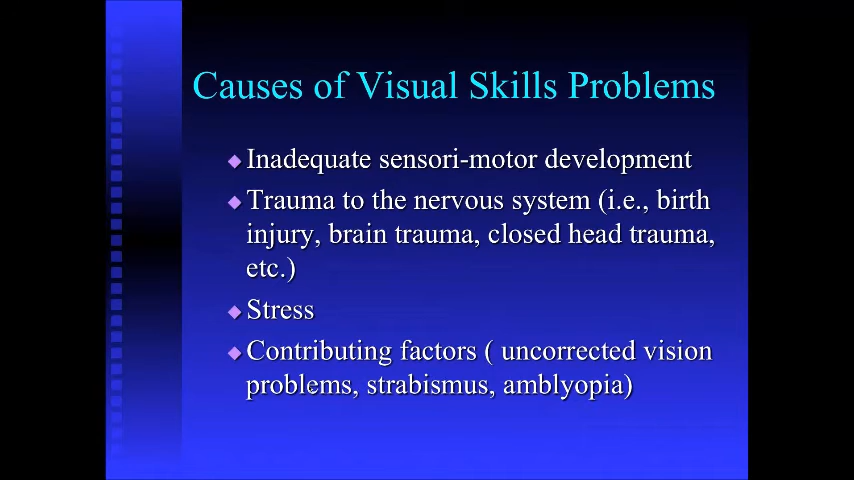 Causes of Visual Skills Problems
Inadequate sensori-motor development
Trauma to the nervous system (i.e., birth
injury, brain trauma, closed head trauma,
etc.)
Stress
Contributing factors ( uncorrected vision
problems, strabismus, amblyopia)